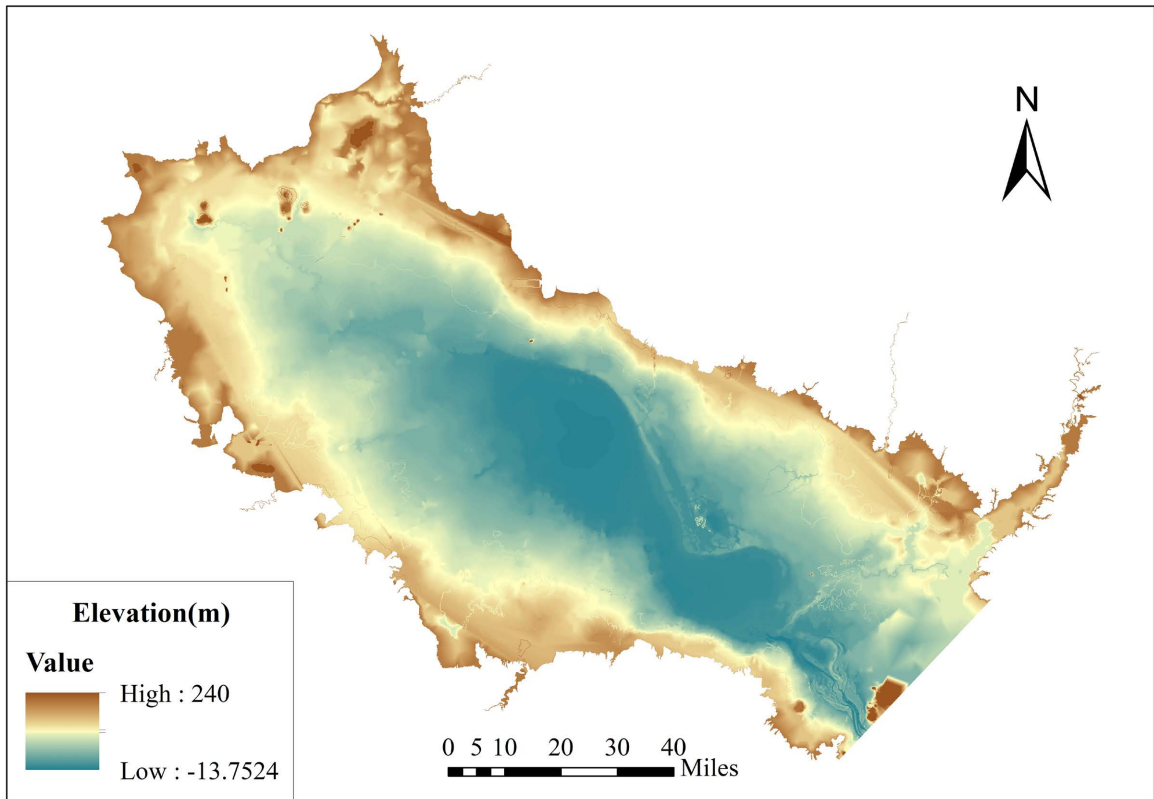 N
Elevation(m)
Value
High : 240
Low : -13.7524
0 5 10 20 30 40
Miles